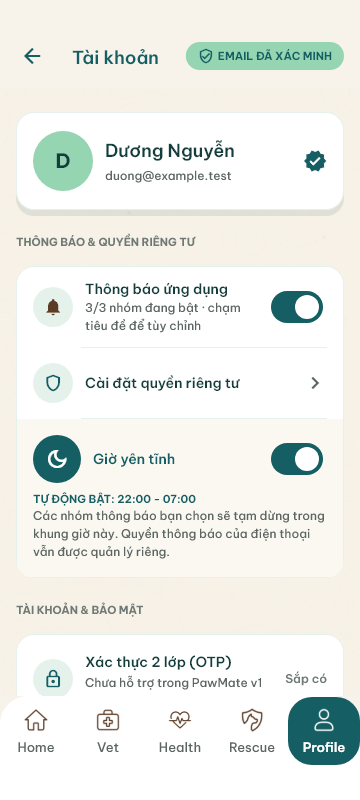 Tài khoản
EMAIL ĐÃ XÁC MINH
D
Dương Nguyễn
duong@example.test
THÔNG BÁO & QUYỀN RIÊNG TƯ
Thông báo ứng dụng
3/3 nhóm đang bật · chạm
tiêu đề để tùy chỉnh
Cài đặt quyền riêng tư
Giờ yên tĩnh
TỰ ĐỘNG BẬT: 22:00 - 07:00
Các nhóm thông báo bạn chọn sẽ tạm dừng trong
khung giờ này. Quyền thông báo của điện thoại
vẫn được quản lý riêng.
TÀI KHOẢN & BẢO MẬT
Xác thực 2 lớp (OTP)
Chưa hỗ trợ trong PawMate v1
Sắp có
Home
Vet
Health
Rescue
Profile